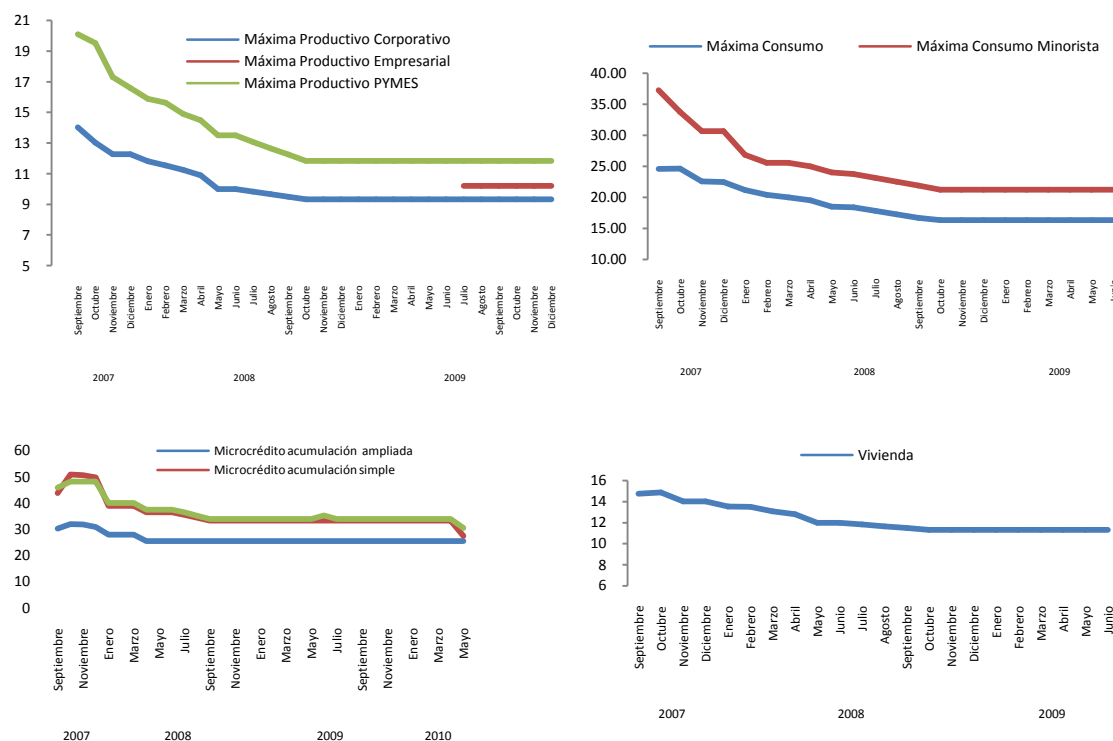 Máxima Productivo Corporativo
Máxima Productivo Empresarial
Máxima Productivo PYMES
21
19
17
15
13
11
9
7
5
Septiembre Octubre Noviembre Diciembre Enero Febrero Marzo Abril Mayo Junio Julio Agosto Septiembre Octubre Noviembre Diciembre Enero Febrero Marzo Abril Mayo Junio Julio Agosto Septiembre Octubre Noviembre Diciembre
2007 2008 2009
Máxima Consumo Máxima Consumo Minorista
40.00
35.00
30.00
25.00
20.00
15.00
10.00
Septiembre Octubre Noviembre Diciembre Enero Febrero Marzo Abril Mayo Junio Julio Agosto Septiembre Octubre Noviembre Diciembre Enero Febrero Marzo Abril Mayo Junio
2007 2008 2009
Microcrédito acumulación ampliada
Microcrédito acumulación simple
60
50
40
30
20
10
0
Septiembre Noviembre Enero Marzo Mayo Julio Septiembre Noviembre Enero Marzo Mayo Julio Septiembre Noviembre Enero Marzo Mayo
2007 2008 2009 2010
Vivienda
16
14
12
10
8
6
Septiembre Octubre Noviembre Diciembre Enero Febrero Marzo Abril Mayo Junio Julio Agosto Septiembre Octubre Noviembre Diciembre Enero Febrero Marzo Abril Mayo Junio
2007 2008 2009